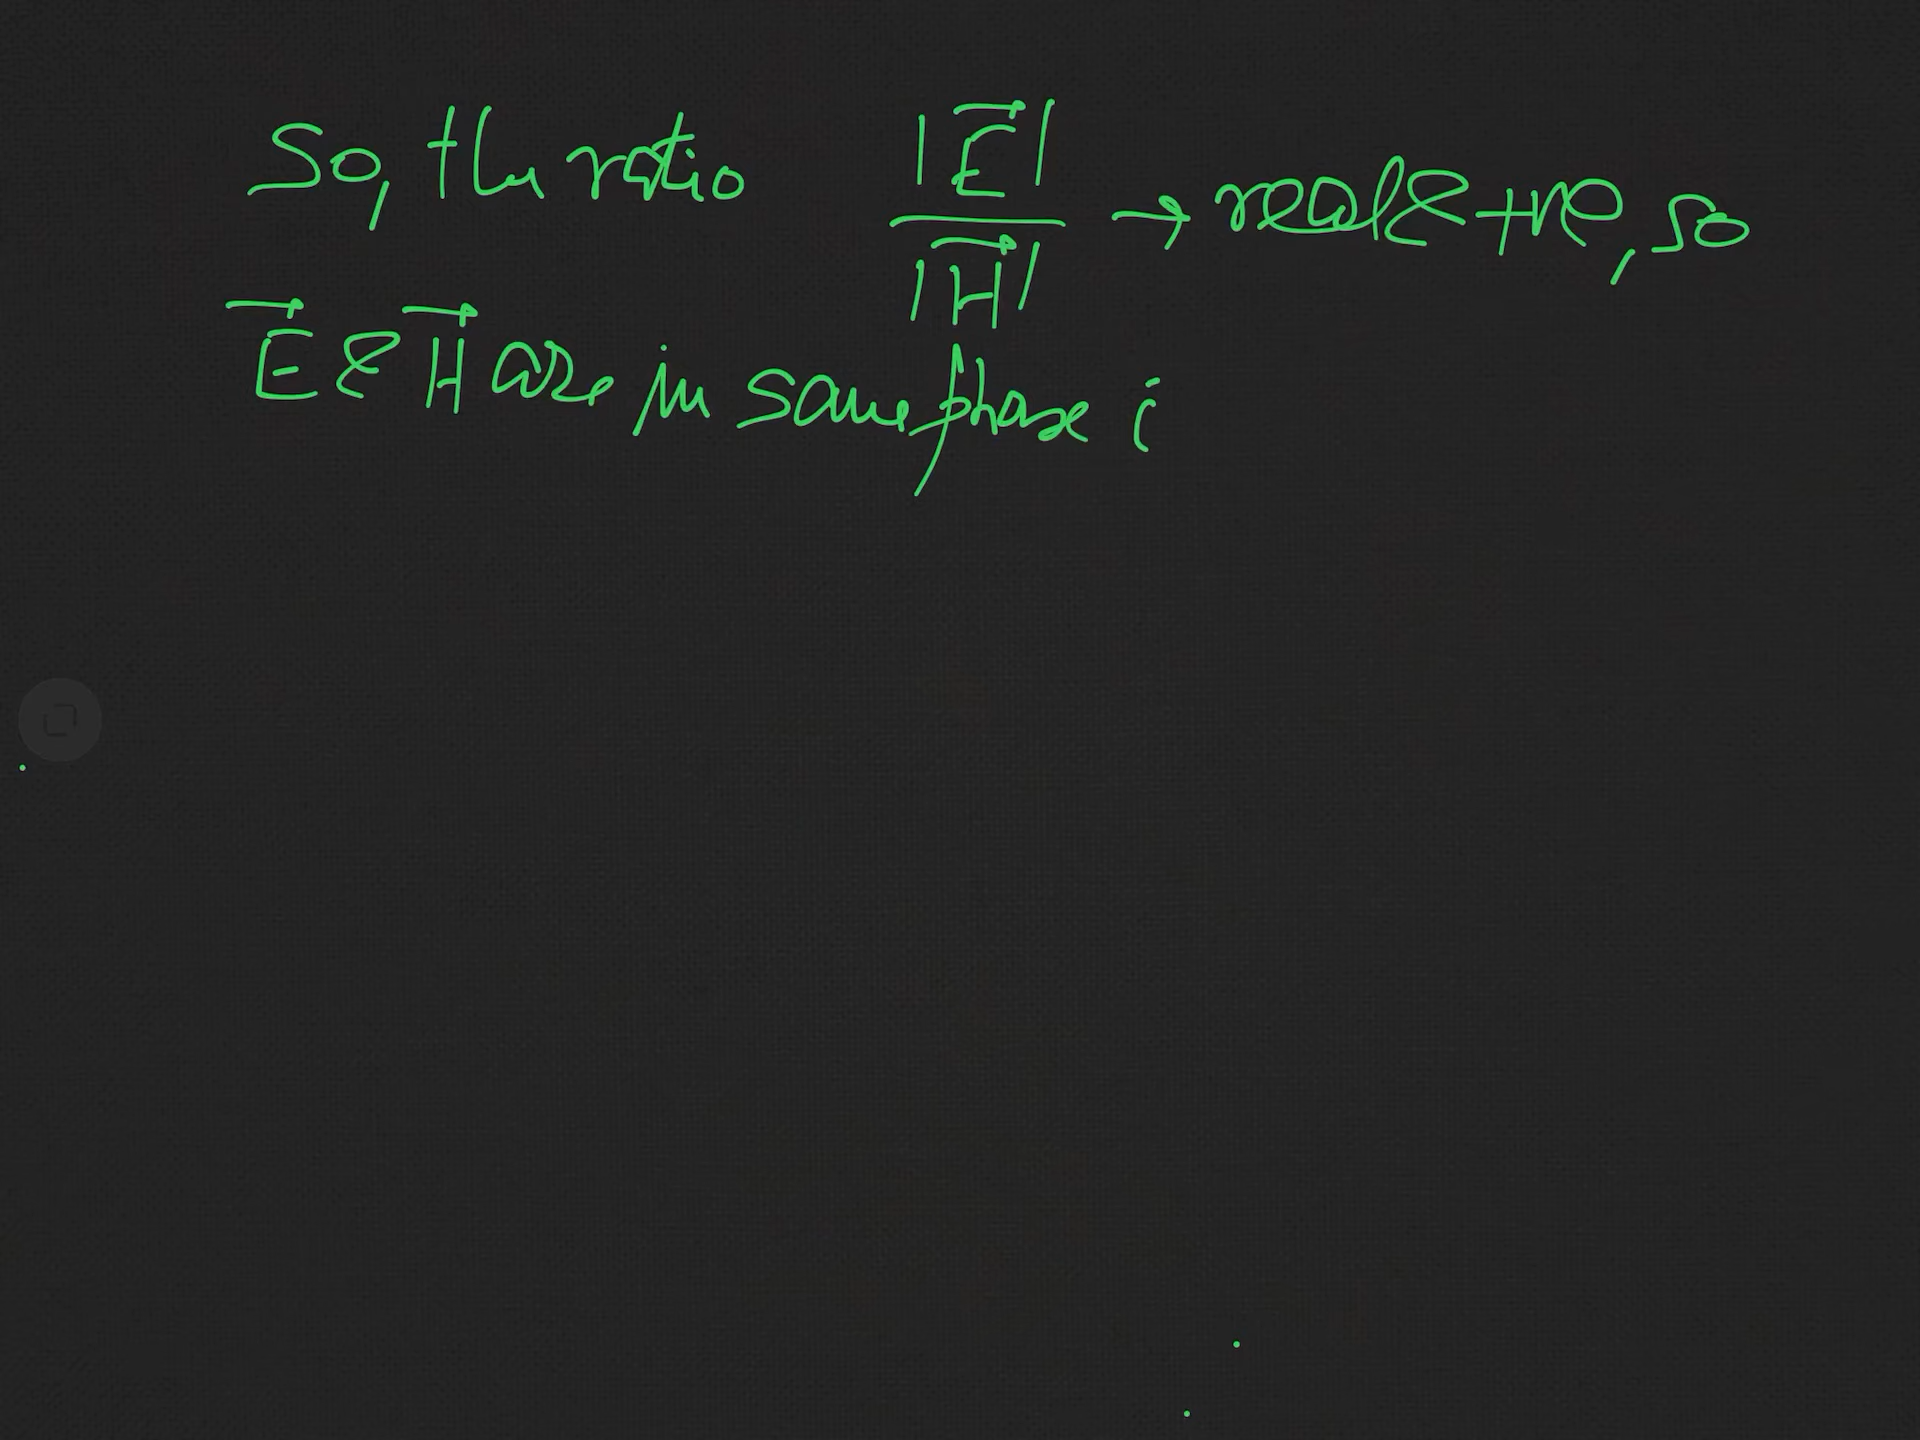 So, the ratio |E⃗| / |H⃗| → real & +ve, so
E⃗ & H⃗ are in same phase i